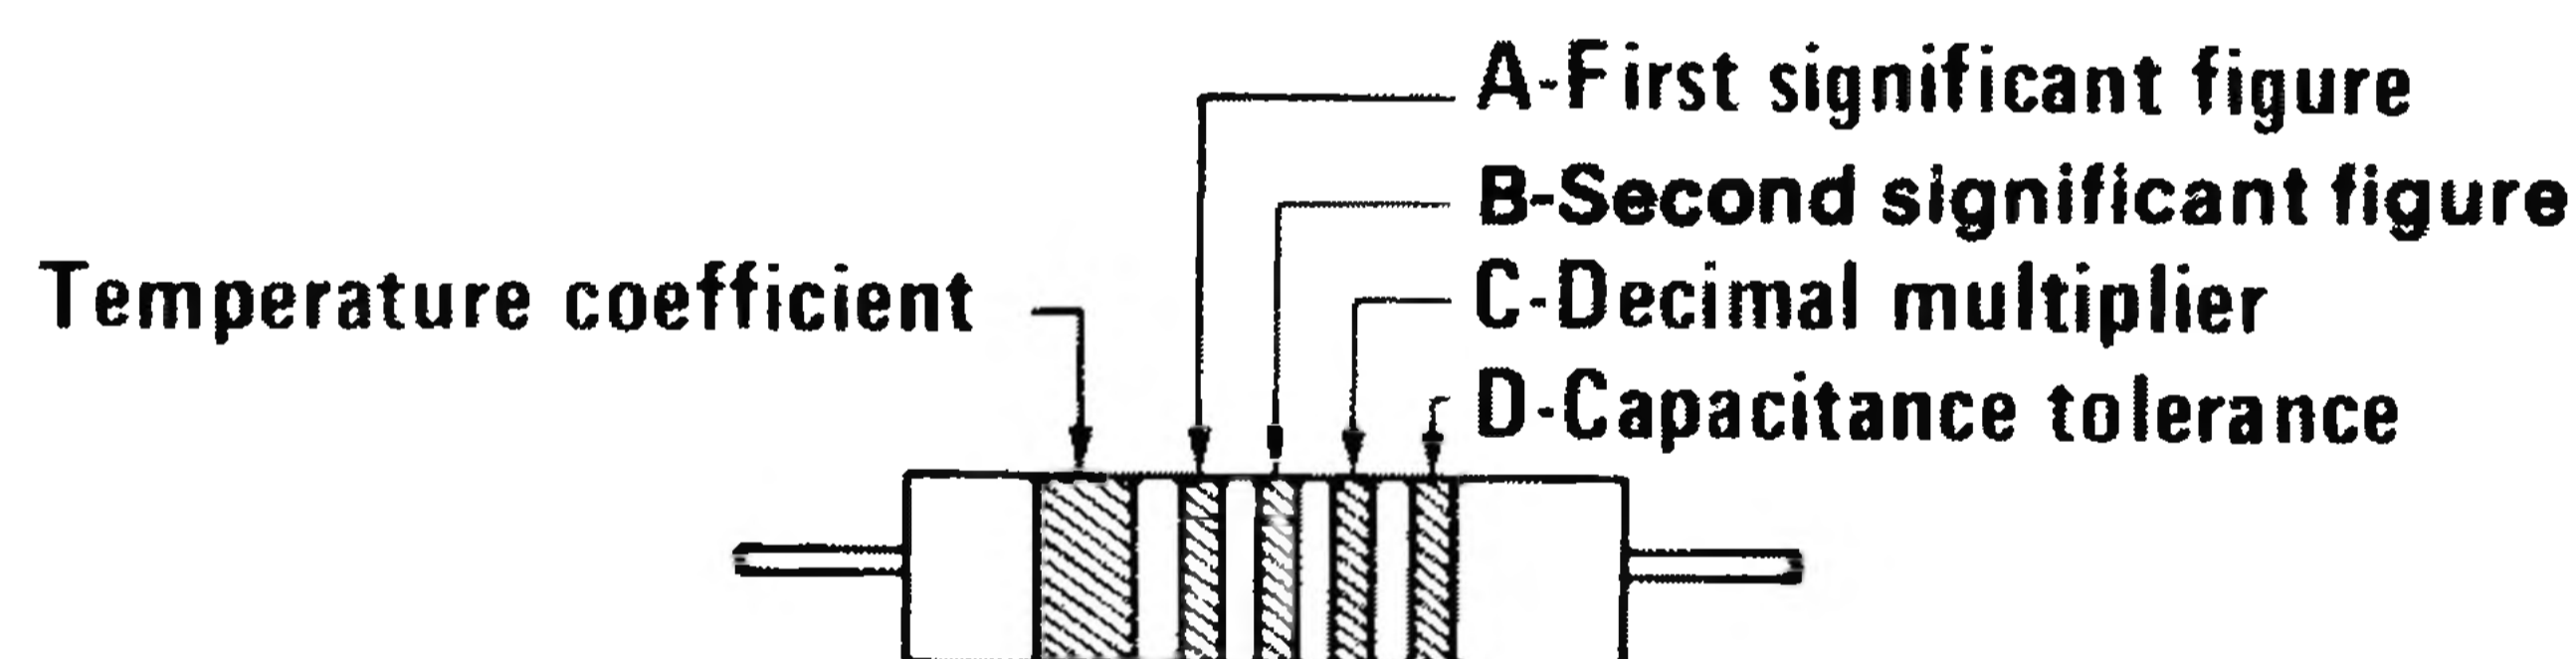 A-First significant figure
B-Second significant figure
Temperature coefficient
C-Decimal multiplier
D-Capacitance tolerance